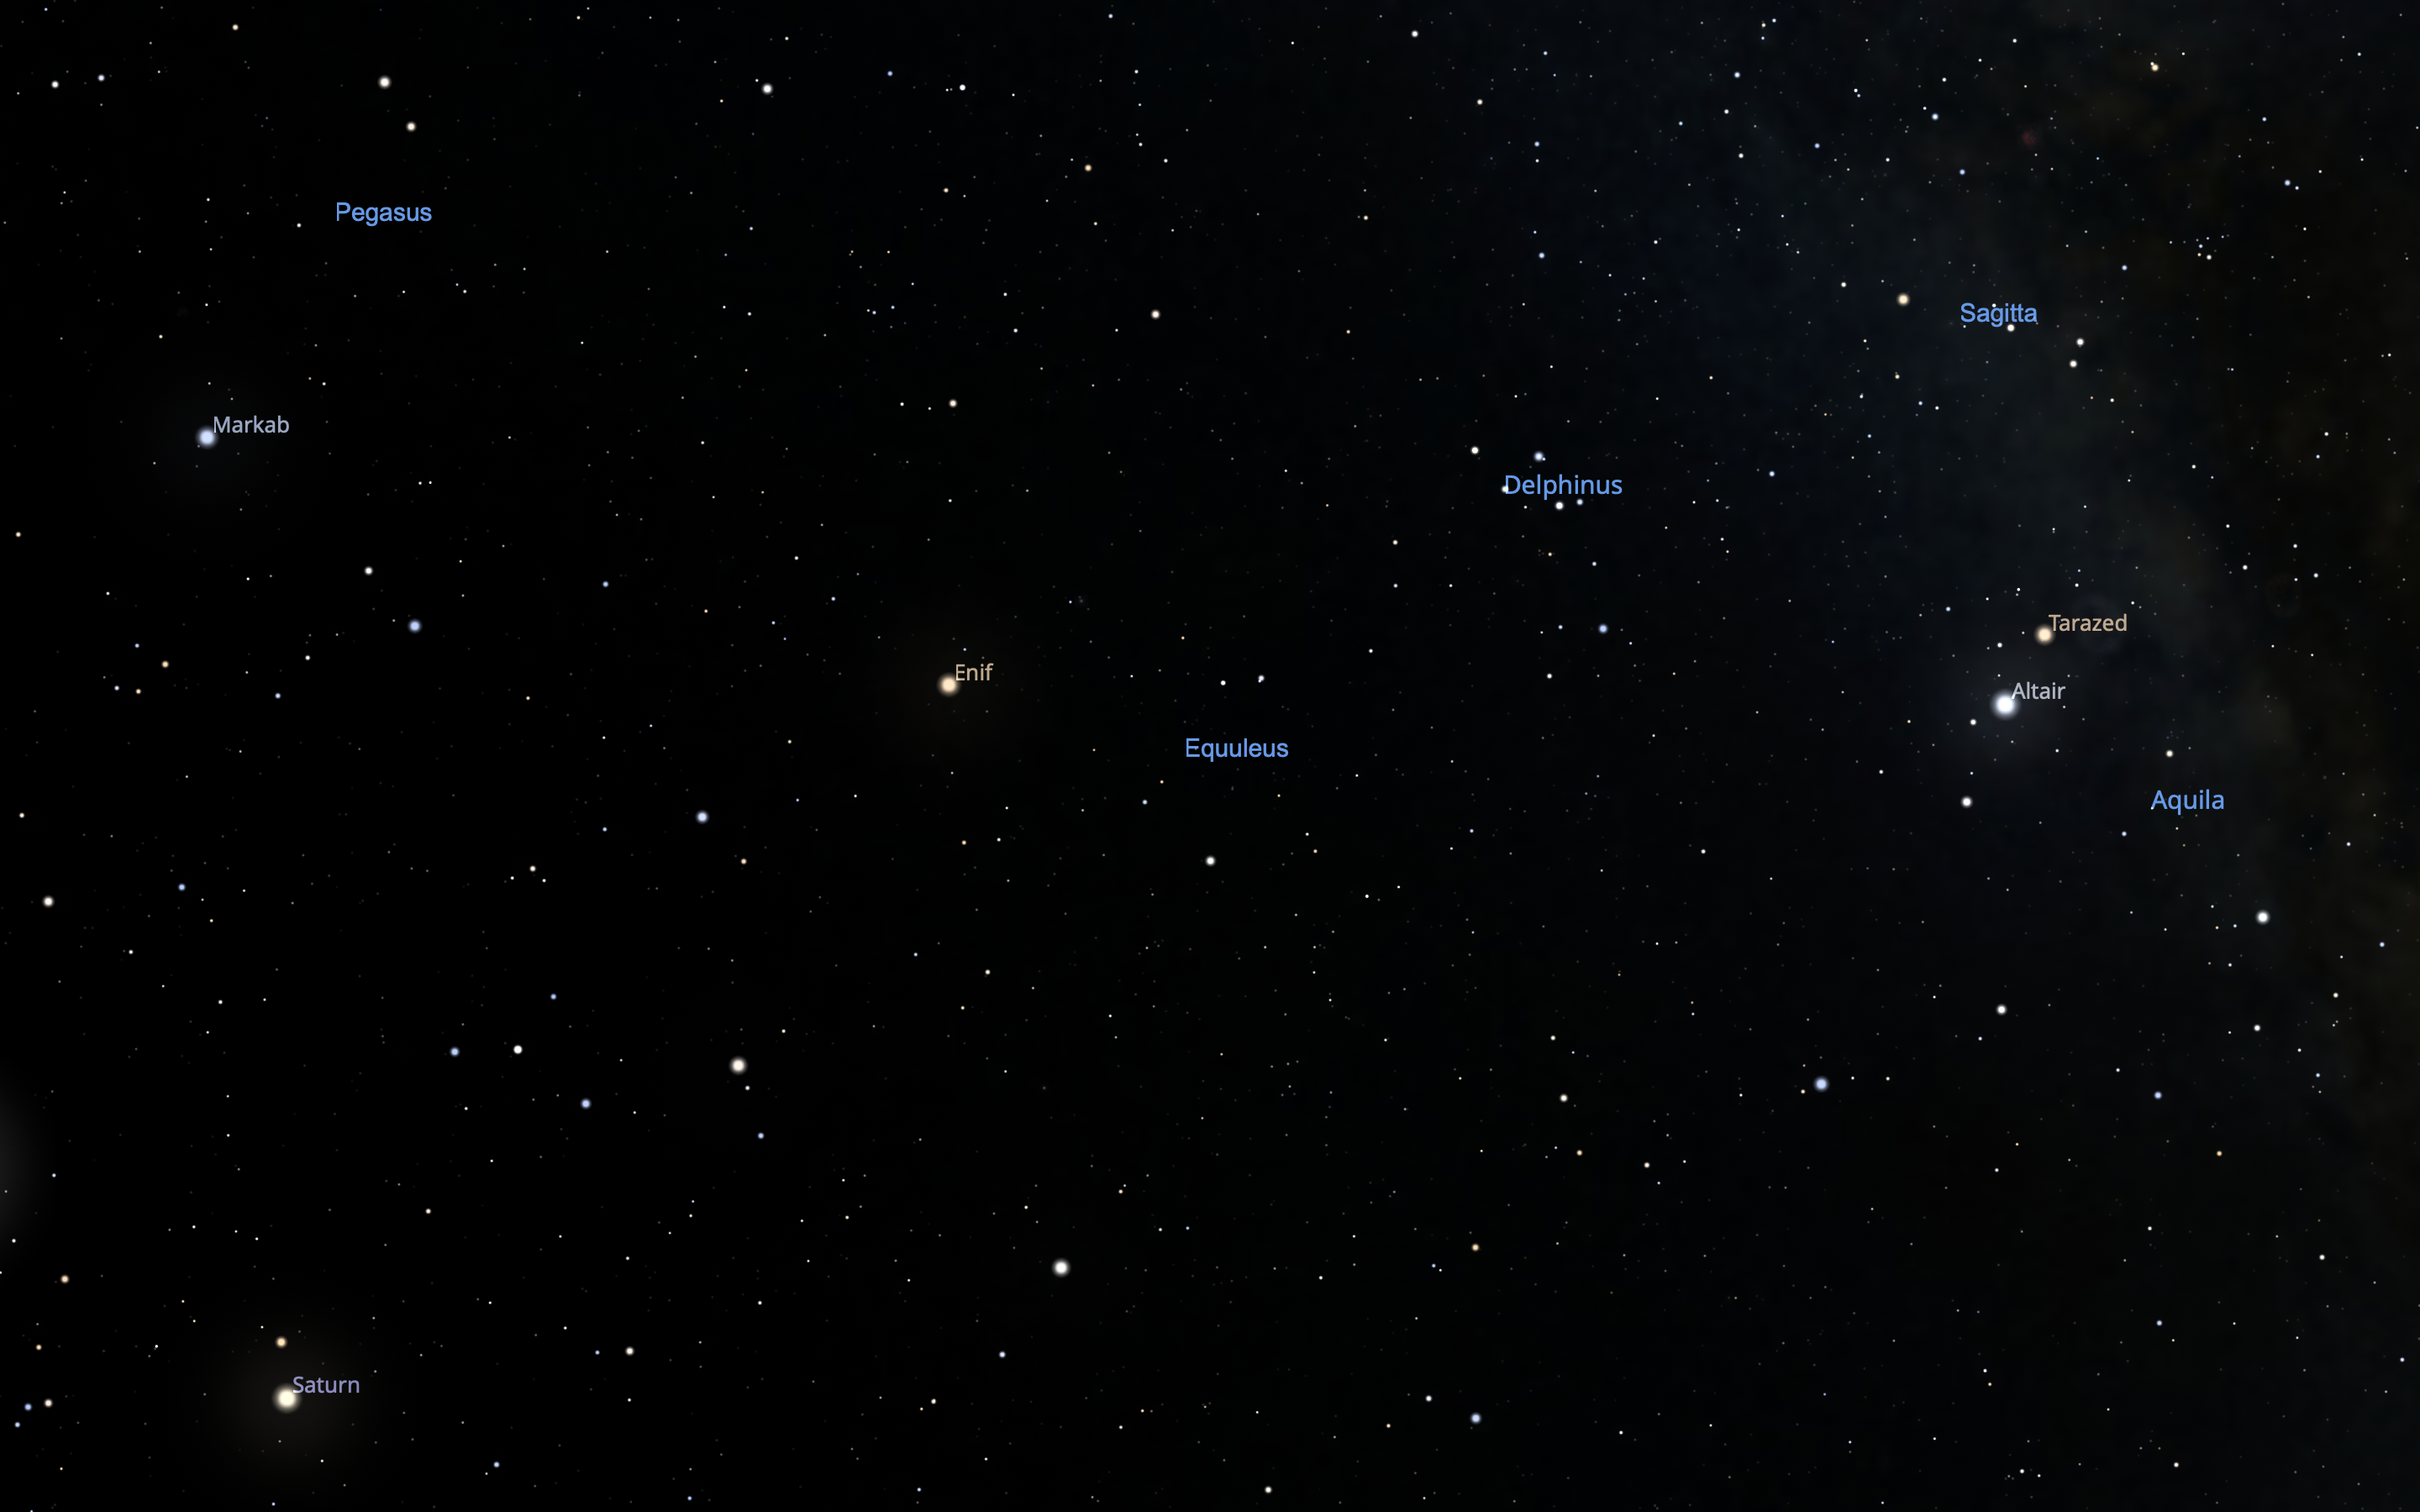 Pegasus
Sagitta
Markab
Delphinus
Tarazed
Enif
Altair
Equuleus
Aquila
Saturn